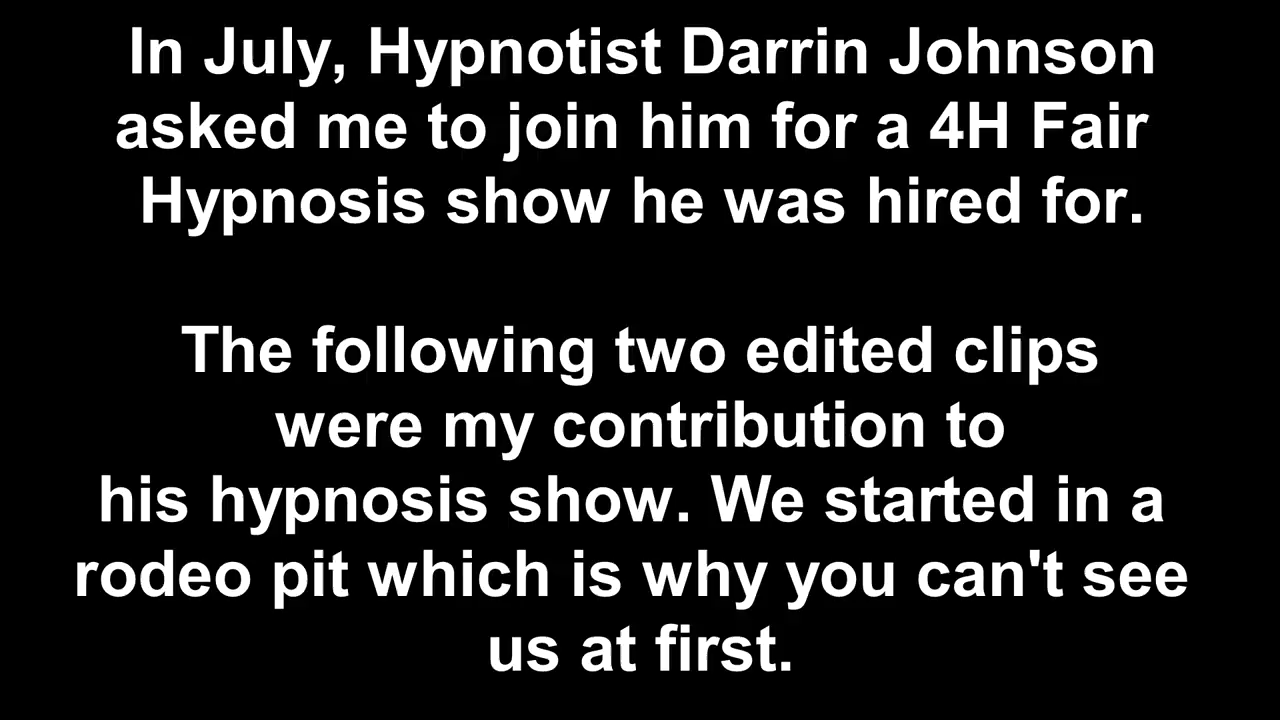 In July, Hypnotist Darrin Johnson
asked me to join him for a 4H Fair
Hypnosis show he was hired for.
The following two edited clips
were my contribution to
his hypnosis show. We started in a
rodeo pit which is why you can't see
us at first.